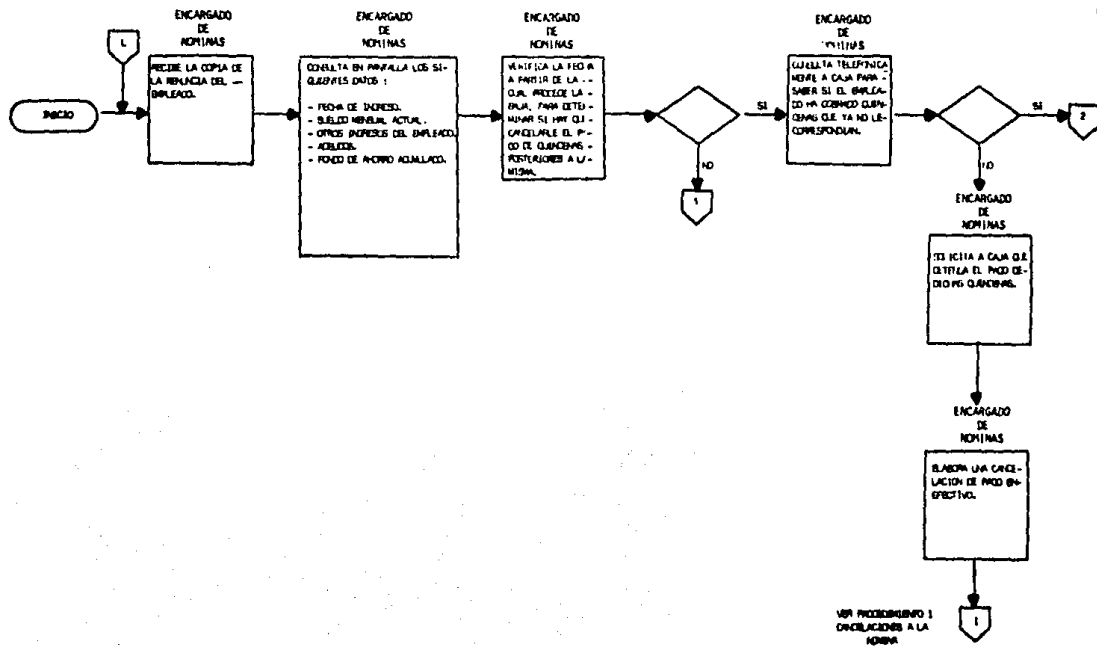 INICIO
L
ENCARGADO
DE
NOMINAS
RECIBE LA COPIA DE
LA RENUNCIA DEL —
EMPLEADO.
ENCARGADO
DE
NOMINAS
CONSULTA EN PANTALLA LOS SI-
GUIENTES DATOS :
- FECHA DE INGRESO.
- SUELDO MENSUAL ACTUAL.
- OTROS INGRESOS DEL EMPLEADO.
- ADEUDOS.
- FONDO DE AHORRO ACUMULADO.
ENCARGADO
DE
NOMINAS
VERIFICA LA FECHA
A PARTIR DE LA --
CUAL PROCEDE LA
BAJA, PARA DETER
MINAR SI HAY QUE
CANCELARLE EL PA
GO DE QUINCENAS -
POSTERIORES A LA-
MISMA.
SI
NO
ENCARGADO
DE
NOMINAS
CONSULTA TELEFONICA
MENTE A CAJA PARA -
SABER SI EL EMPLEA
DO HA COBRADO QUIN
CENAS QUE YA NO LE-
CORRESPONDIAN.
SI
2
NO
ENCARGADO
DE
NOMINAS
SOLICITA A CAJA QUE
DETENGA EL PAGO DE-
DICHAS QUINCENAS.
ENCARGADO
DE
NOMINAS
ELABORA UNA CANCE-
LACION DE PAGO EN-
EFECTIVO.
VER PROCEDIMIENTO 1
CANCELACIONES A LA
NOMINA